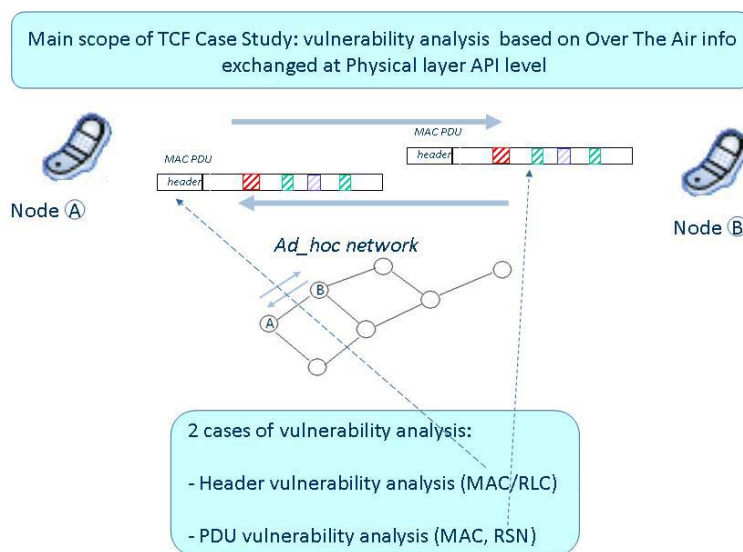 Main scope of TCF Case Study: vulnerability analysis based on Over The Air info
exchanged at Physical layer API level
MAC PDU
header
MAC PDU
header
Node A
Node B
Ad_hoc network
B
A
2 cases of vulnerability analysis:
- Header vulnerability analysis (MAC/RLC)
- PDU vulnerability analysis (MAC, RSN)